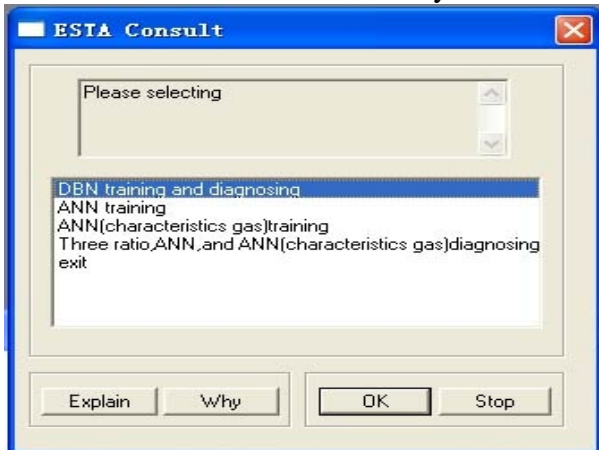 ESTA Consult
Please selecting
DBN training and diagnosing
ANN training
ANN(characteristics gas)training
Three ratio,ANN,and ANN(characteristics gas)diagnosing
exit
Explain Why OK Stop